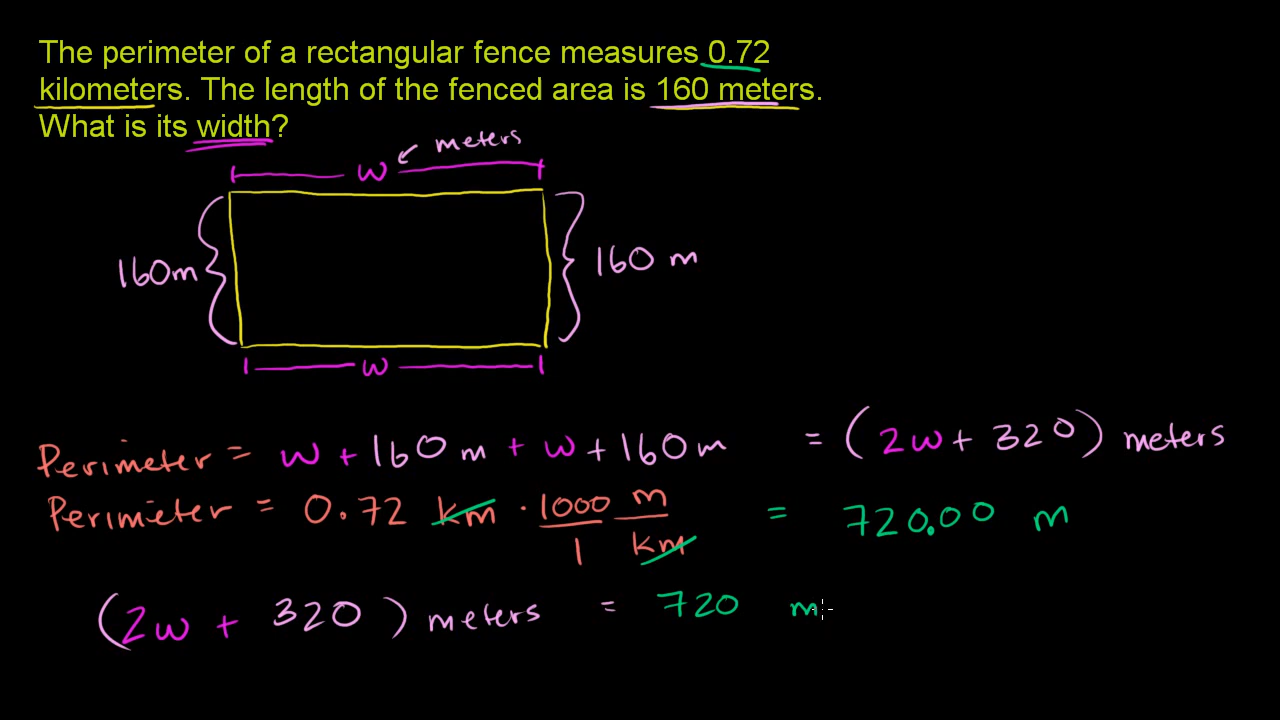 The perimeter of a rectangular fence measures 0.72
kilometers. The length of the fenced area is 160 meters.
What is its width?
meters
w
160m
160 m
w
Perimeter = w + 160m + w + 160m = (2w + 320) meters
Perimeter = 0.72 km · 1000/1 m/km = 720.00 m
(2w + 320) meters = 720 m